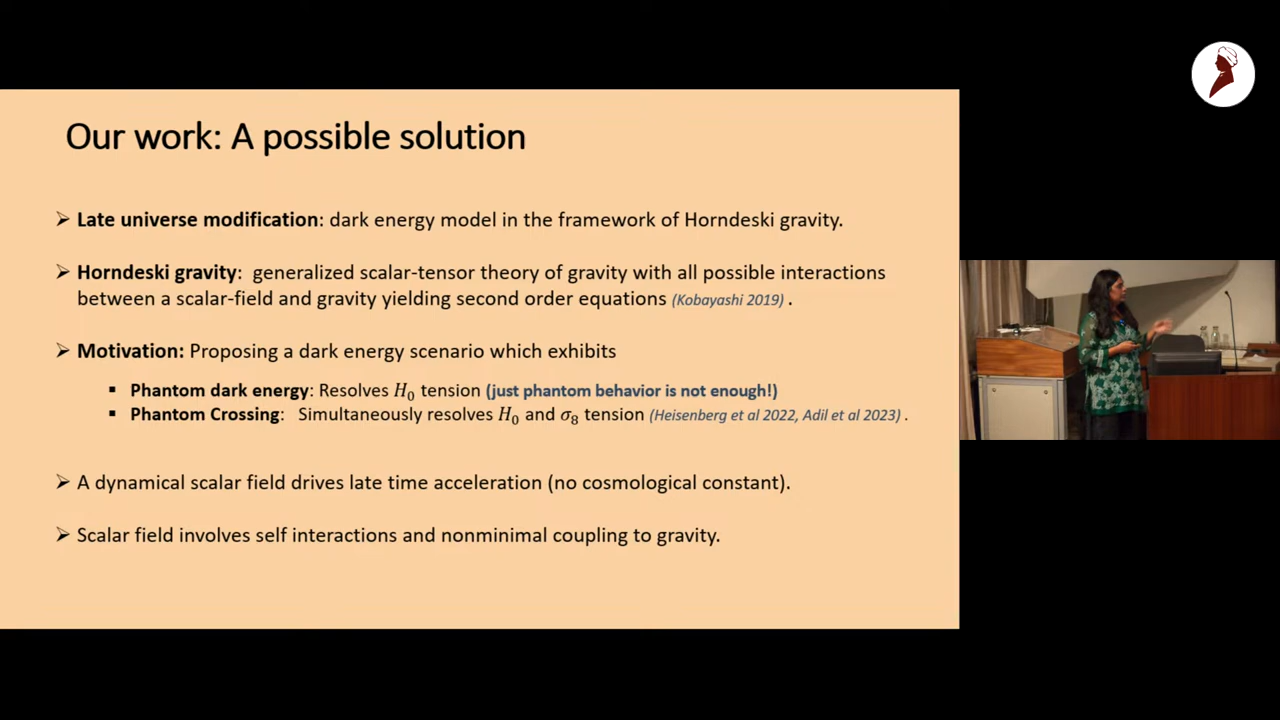 Our work: A possible solution
➢ Late universe modification: dark energy model in the framework of Horndeski gravity.
➢ Horndeski gravity: generalized scalar-tensor theory of gravity with all possible interactions
between a scalar-field and gravity yielding second order equations (Kobayashi 2019) .
➢ Motivation: Proposing a dark energy scenario which exhibits
▪ Phantom dark energy: Resolves H₀ tension (just phantom behavior is not enough!)
▪ Phantom Crossing: Simultaneously resolves H₀ and σ₈ tension (Heisenberg et al 2022, Adil et al 2023) .
➢ A dynamical scalar field drives late time acceleration (no cosmological constant).
➢ Scalar field involves self interactions and nonminimal coupling to gravity.